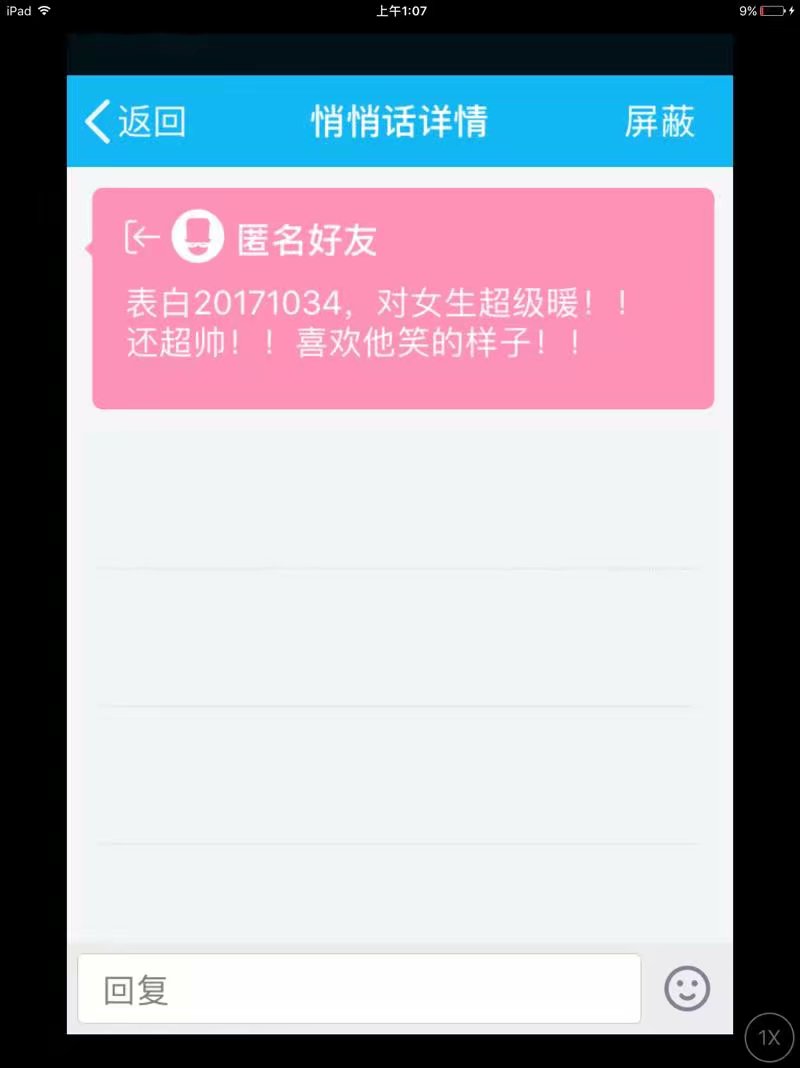 iPad 上午1:07 9%
返回 悄悄话详情 屏蔽
匿名好友
表白20171034，对女生超级暖！！
还超帅！！喜欢他笑的样子！！
回复
1X